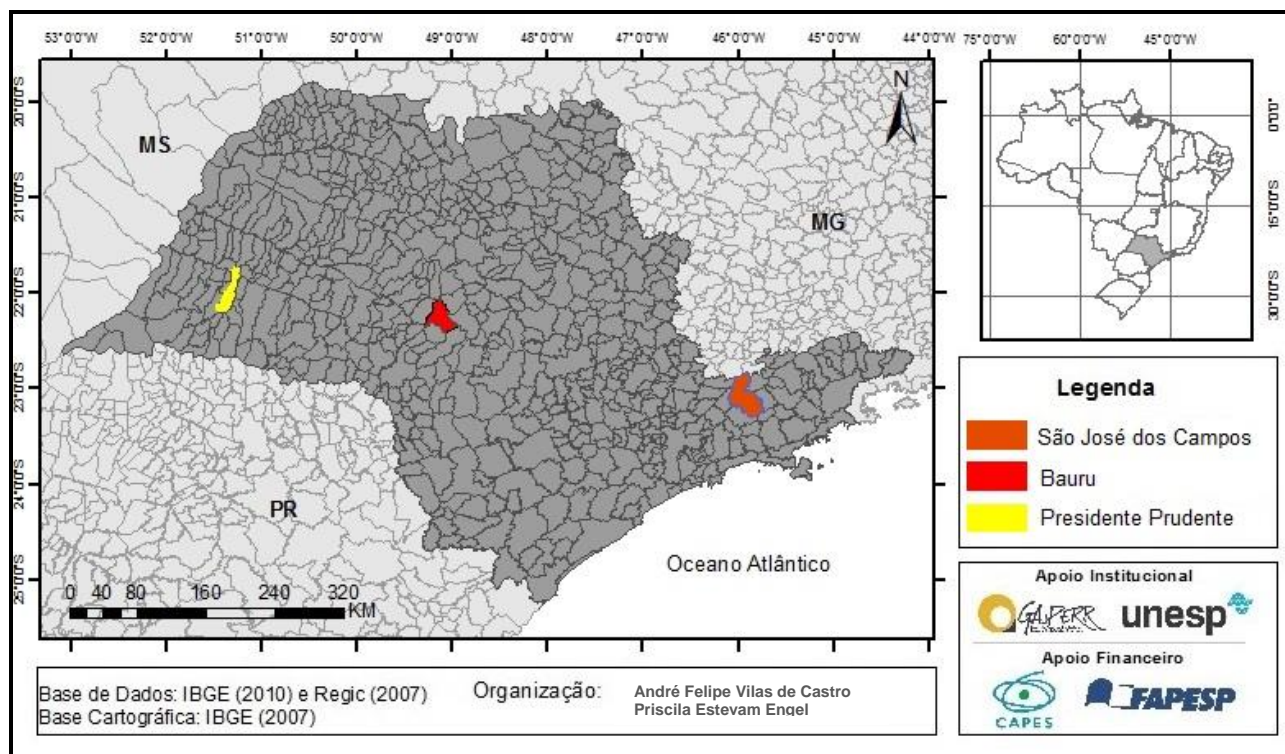 53°0'0"W 52°0'0"W 51°0'0"W 50°0'0"W 49°0'0"W 48°0'0"W 47°0'0"W 46°0'0"W 45°0'0"W 44°0'0"W
20°0'0"S
21°0'0"S
22°0'0"S
23°0'0"S
24°0'0"S
25°0'0"S
N
MS
MG
PR
Oceano Atlântico
0 40 80 160 240 320
KM
75°0'0"W 60°0'0"W 45°0'0"W
0°0'0"
15°0'0"S
30°0'0"S
Legenda
São José dos Campos
Bauru
Presidente Prudente
Apoio Institucional
GAsPERR unesp
Apoio Financeiro
CAPES FAPESP
Base de Dados: IBGE (2010) e Regic (2007)
Base Cartográfica: IBGE (2007)
Organização:
André Felipe Vilas de Castro
Priscila Estevam Engel